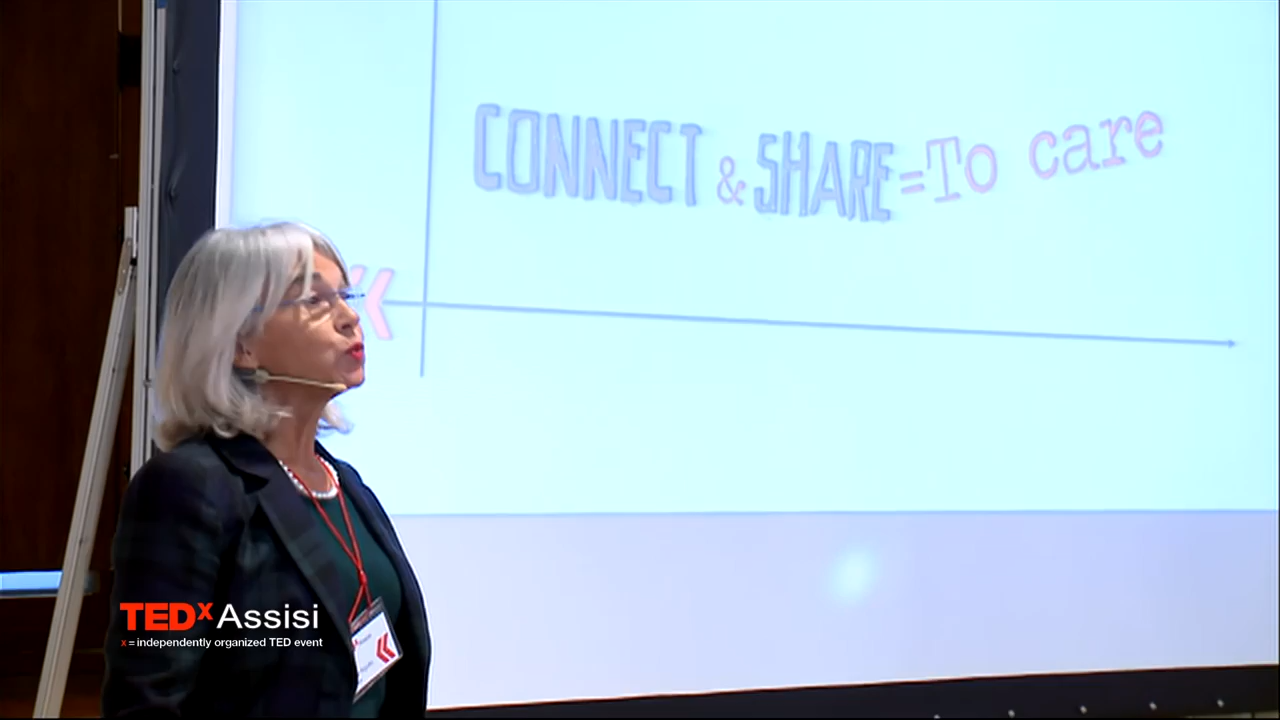 CONNECT & SHARE=To care
TEDx Assisi
x = independently organized TED event